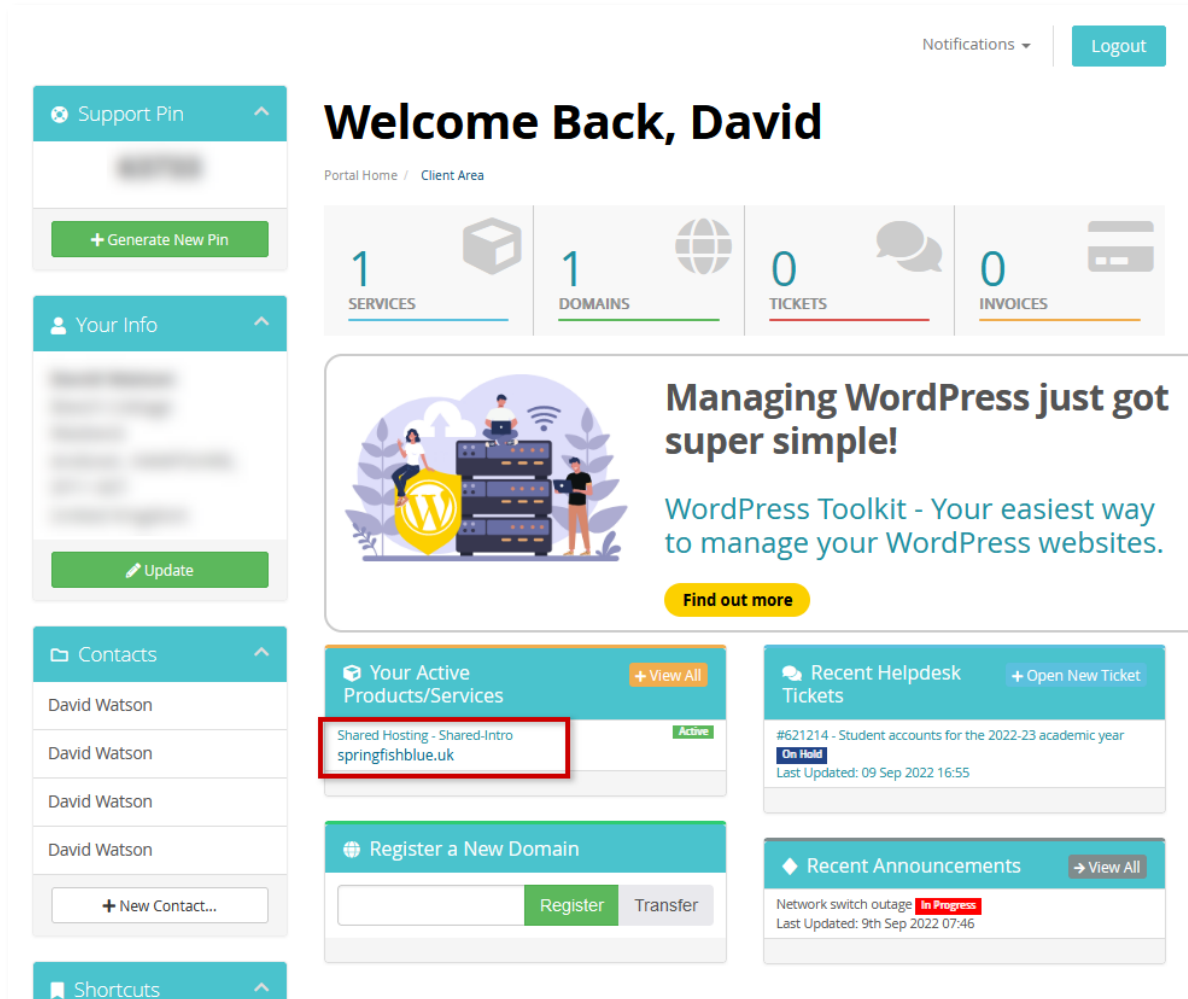 Notifications
Logout
Support Pin
+ Generate New Pin
Your Info
Update
Contacts
David Watson
David Watson
David Watson
David Watson
+ New Contact...
Shortcuts
Welcome Back, David
Portal Home / Client Area
1
SERVICES
1
DOMAINS
0
TICKETS
0
INVOICES
Managing WordPress just got
super simple!
WordPress Toolkit - Your easiest way
to manage your WordPress websites.
Find out more
Your Active
Products/Services
+ View All
Shared Hosting - Shared-Intro
Active
springfishblue.uk
Register a New Domain
Register
Transfer
Recent Helpdesk
Tickets
+ Open New Ticket
#621214 - Student accounts for the 2022-23 academic year
On Hold
Last Updated: 09 Sep 2022 16:55
Recent Announcements
→ View All
Network switch outage In Progress
Last Updated: 9th Sep 2022 07:46